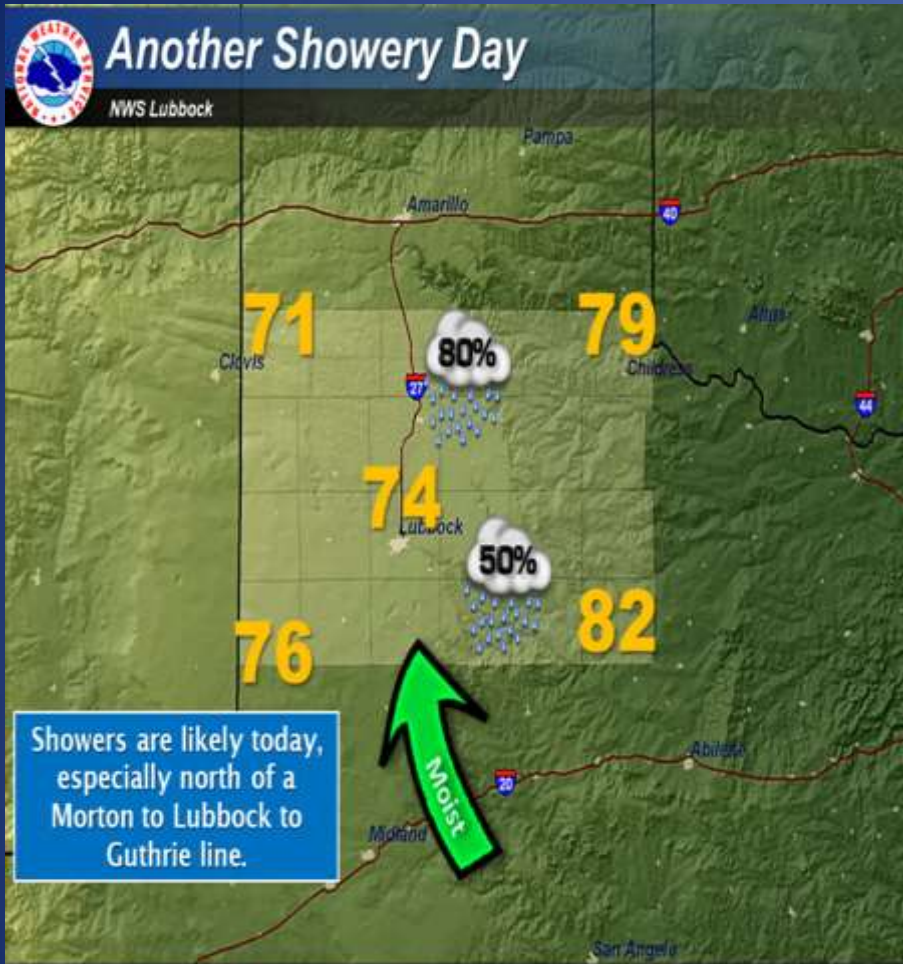 Another Showery Day
NATIONAL WEATHER SERVICE
NWS Lubbock
Pampa
Amarillo
40
71
79
80%
Altus
Clovis
Childress
27
44
74
Lubbock
50%
76
82
Showers are likely today,
especially north of a
Morton to Lubbock to
Guthrie line.
Moist
Abilene
20
Midland
San Angelo